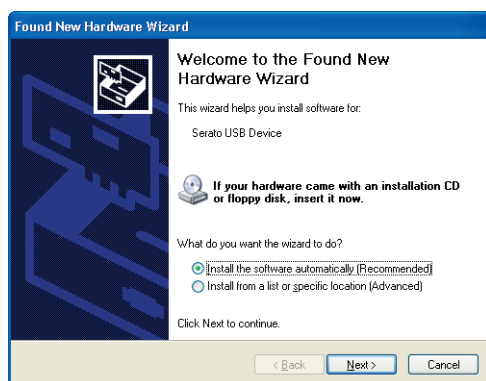 Found New Hardware Wizard
Welcome to the Found New
Hardware Wizard
This wizard helps you install software for:
Serato USB Device
If your hardware came with an installation CD
or floppy disk, insert it now.
What do you want the wizard to do?
Install the software automatically (Recommended)
Install from a list or specific location (Advanced)
Click Next to continue.
< Back Next > Cancel